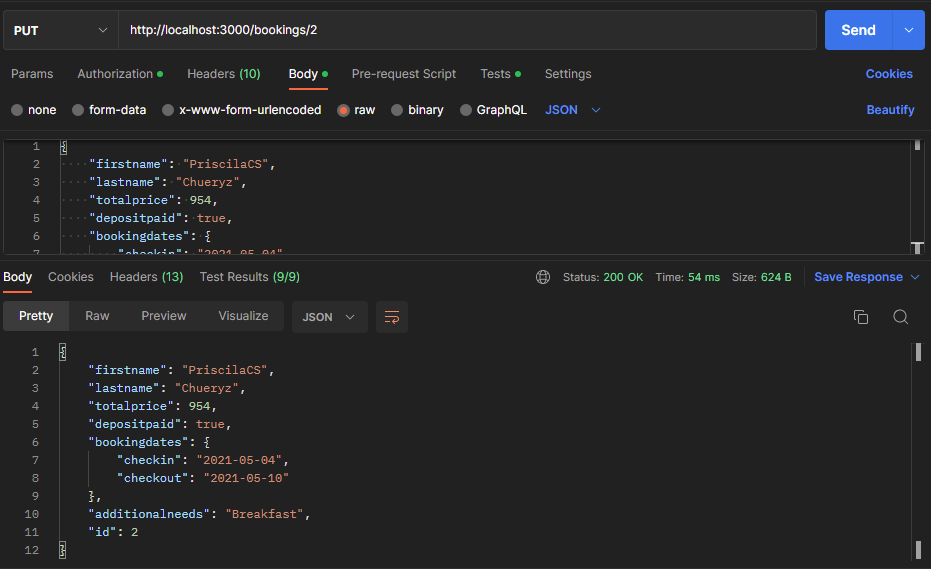 PUT http://localhost:3000/bookings/2 Send
Params Authorization Headers (10) Body Pre-request Script Tests Settings Cookies
none form-data x-www-form-urlencoded raw binary GraphQL JSON Beautify
1 {
2 "firstname": "PriscilaCS",
3 "lastname": "Chueryz",
4 "totalprice": 954,
5 "depositpaid": true,
6 "bookingdates": {
7 "checkin": "2021-05-04"
Body Cookies Headers (13) Test Results (9/9) Status: 200 OK Time: 54 ms Size: 624 B Save Response
Pretty Raw Preview Visualize JSON
1 {
2 "firstname": "PriscilaCS",
3 "lastname": "Chueryz",
4 "totalprice": 954,
5 "depositpaid": true,
6 "bookingdates": {
7 "checkin": "2021-05-04",
8 "checkout": "2021-05-10"
9 },
10 "additionalneeds": "Breakfast",
11 "id": 2
12 }